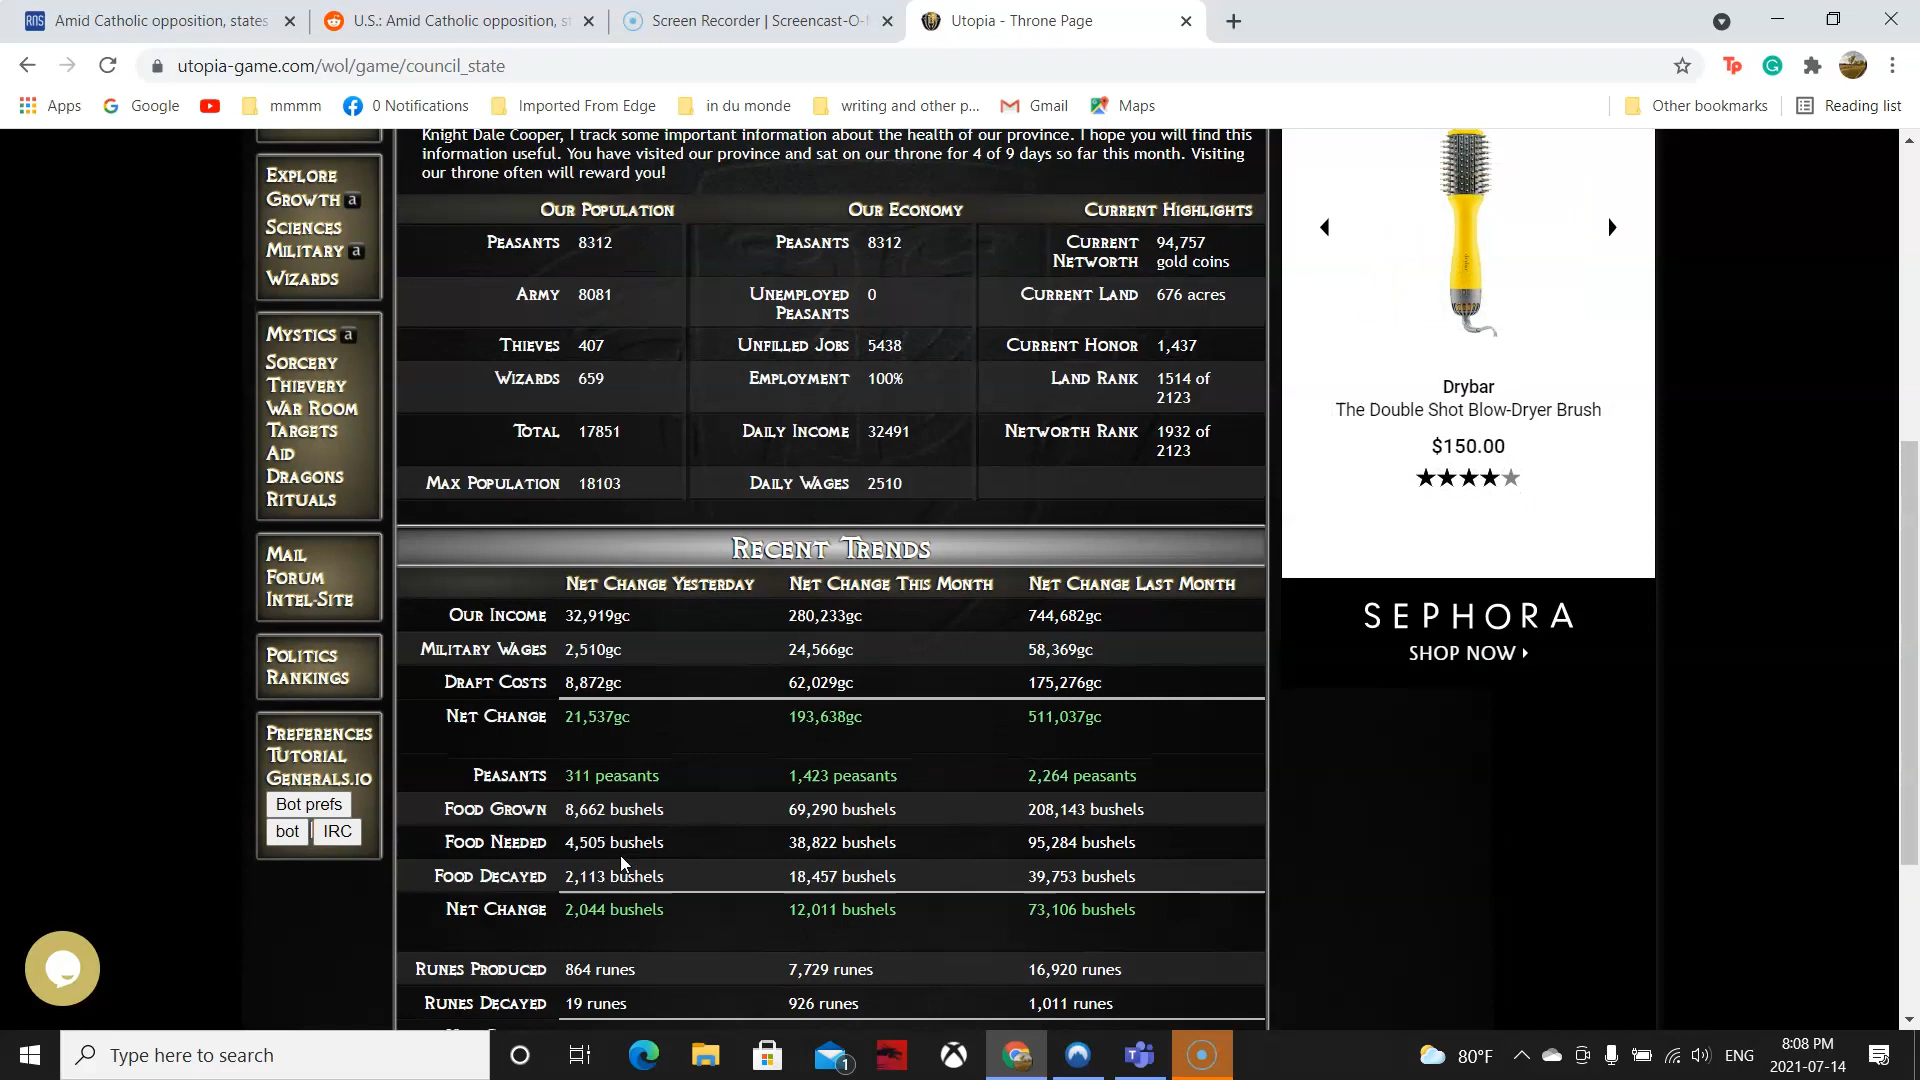 Amid Catholic opposition, states
U.S.: Amid Catholic opposition, s
Screen Recorder | Screencast-O-
Utopia - Throne Page
utopia-game.com/wol/game/council_state
Apps
Google
mmmm
0 Notifications
Imported From Edge
in du monde
writing and other p...
Gmail
Maps
Other bookmarks
Reading list
Explore
Growth a
Sciences
Military a
Wizards
Mystics a
Sorcery
Thievery
War Room
Targets
Aid
Dragons
Rituals
Mail
Forum
Intel-Site
Politics
Rankings
Preferences
Tutorial
Generals.io
Bot prefs
bot IRC
Knight Dale Cooper, I track some important information about the health of our province. I hope you will find this
information useful. You have visited our province and sat on our throne for 4 of 9 days so far this month. Visiting
our throne often will reward you!
Our Population Our Economy Current Highlights
Peasants 8312 Peasants 8312 Current Networth 94,757 gold coins
Army 8081 Unemployed Peasants 0 Current Land 676 acres
Thieves 407 Unfilled Jobs 5438 Current Honor 1,437
Wizards 659 Employment 100% Land Rank 1514 of 2123
Total 17851 Daily Income 32491 Networth Rank 1932 of 2123
Max Population 18103 Daily Wages 2510
Recent Trends
Net Change Yesterday Net Change This Month Net Change Last Month
Our Income 32,919gc 280,233gc 744,682gc
Military Wages 2,510gc 24,566gc 58,369gc
Draft Costs 8,872gc 62,029gc 175,276gc
Net Change 21,537gc 193,638gc 511,037gc
Peasants 311 peasants 1,423 peasants 2,264 peasants
Food Grown 8,662 bushels 69,290 bushels 208,143 bushels
Food Needed 4,505 bushels 38,822 bushels 95,284 bushels
Food Decayed 2,113 bushels 18,457 bushels 39,753 bushels
Net Change 2,044 bushels 12,011 bushels 73,106 bushels
Runes Produced 864 runes 7,729 runes 16,920 runes
Runes Decayed 19 runes 926 runes 1,011 runes
Drybar
The Double Shot Blow-Dryer Brush
$150.00
SEPHORA
SHOP NOW
Type here to search
1
80°F
ENG
8:08 PM
2021-07-14